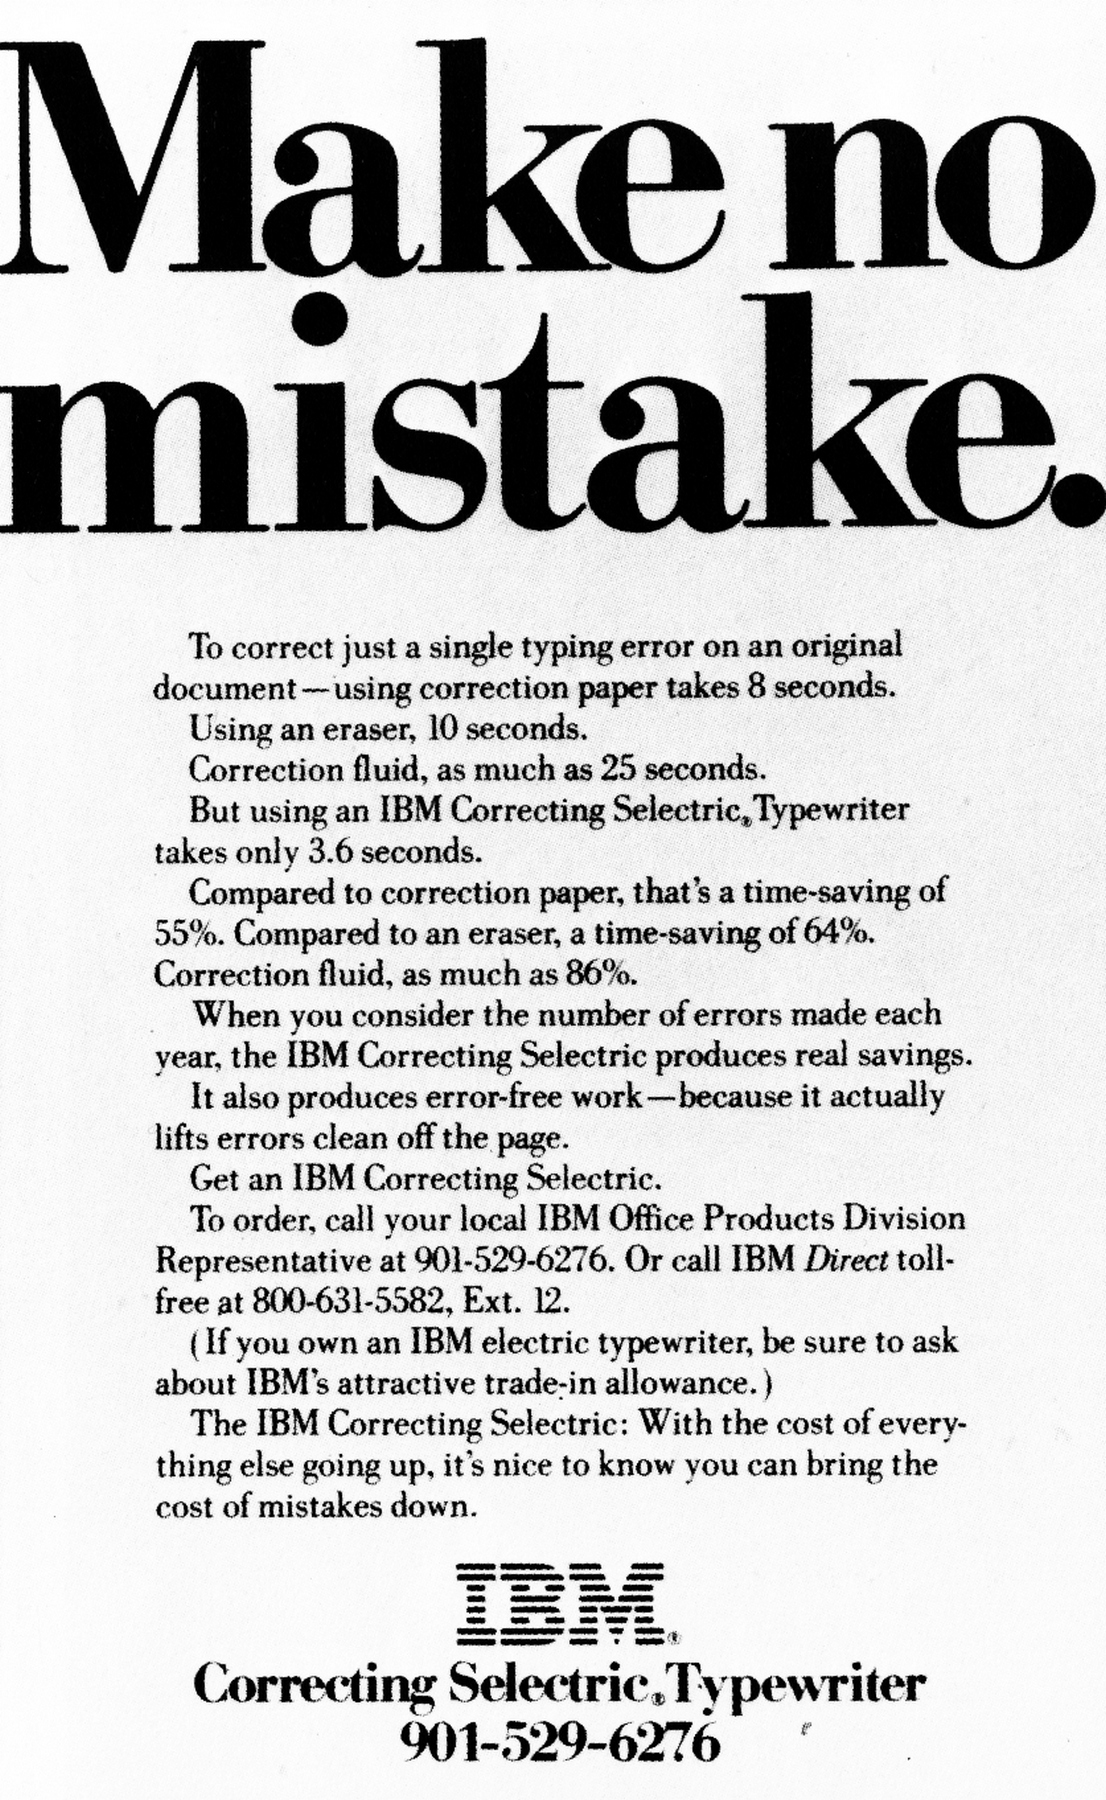 Make no
mistake.
To correct just a single typing error on an original
document—using correction paper takes 8 seconds.
Using an eraser, 10 seconds.
Correction fluid, as much as 25 seconds.
But using an IBM Correcting Selectric® Typewriter
takes only 3.6 seconds.
Compared to correction paper, that's a time-saving of
55%. Compared to an eraser, a time-saving of 64%.
Correction fluid, as much as 86%.
When you consider the number of errors made each
year, the IBM Correcting Selectric produces real savings.
It also produces error-free work—because it actually
lifts errors clean off the page.
Get an IBM Correcting Selectric.
To order, call your local IBM Office Products Division
Representative at 901-529-6276. Or call IBM Direct toll-
free at 800-631-5582, Ext. 12.
(If you own an IBM electric typewriter, be sure to ask
about IBM's attractive trade-in allowance.)
The IBM Correcting Selectric: With the cost of every-
thing else going up, it's nice to know you can bring the
cost of mistakes down.
IBM®
Correcting Selectric® Typewriter
901-529-6276